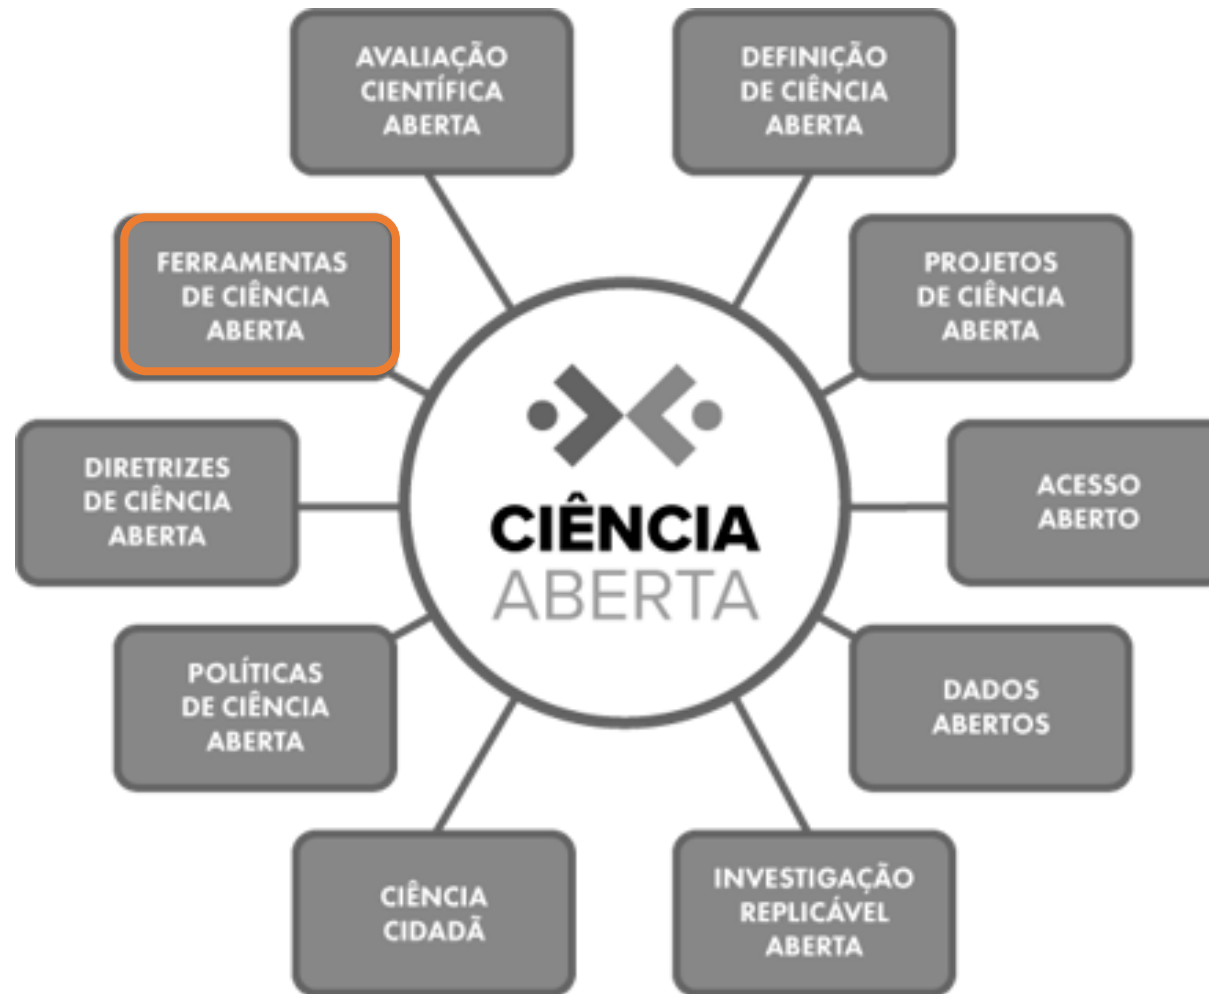 AVALIAÇÃO
CIENTÍFICA
ABERTA
DEFINIÇÃO
DE CIÊNCIA
ABERTA
FERRAMENTAS
DE CIÊNCIA
ABERTA
PROJETOS
DE CIÊNCIA
ABERTA
DIRETRIZES
DE CIÊNCIA
ABERTA
CIÊNCIA
ABERTA
ACESSO
ABERTO
POLÍTICAS
DE CIÊNCIA
ABERTA
DADOS
ABERTOS
CIÊNCIA
CIDADÃ
INVESTIGAÇÃO
REPLICÁVEL
ABERTA